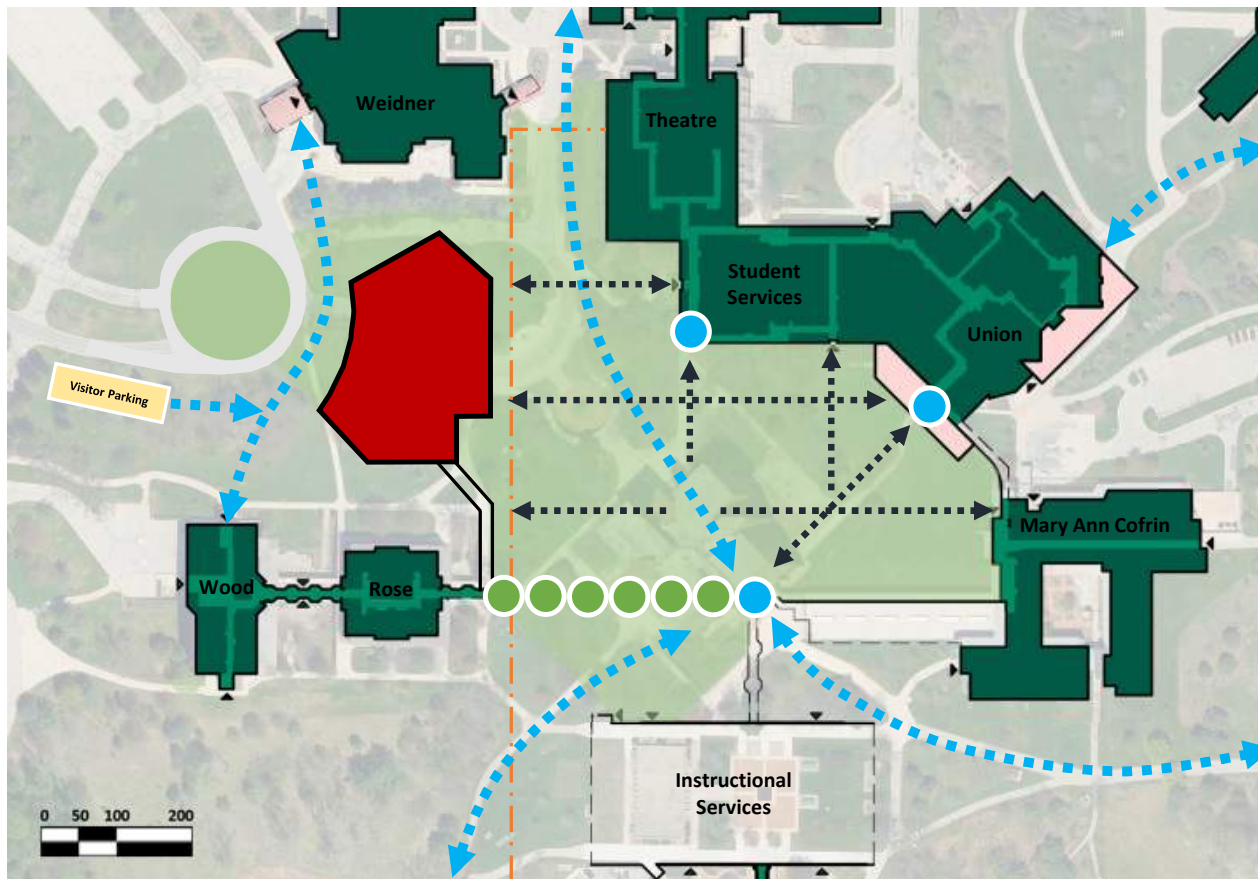 Weidner
Theatre
Student
Services
Union
Visitor Parking
Mary Ann Cofrin
Wood
Rose
Instructional
Services
0 50 100 200